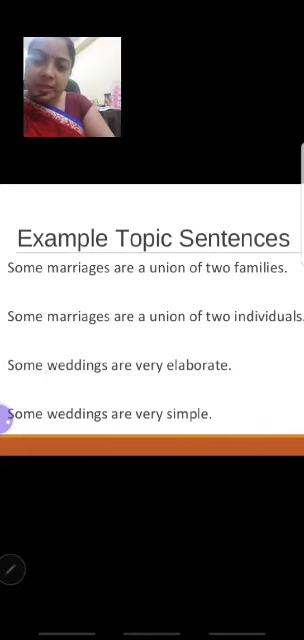 Example Topic Sentences
Some marriages are a union of two families.
Some marriages are a union of two individuals.
Some weddings are very elaborate.
Some weddings are very simple.